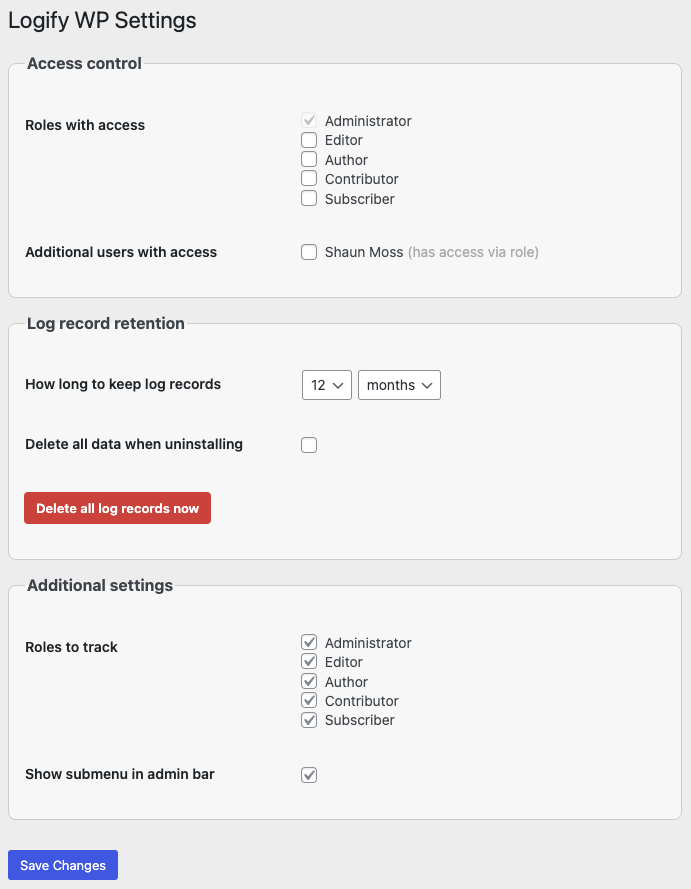 Logify WP Settings
Access control
Roles with access
Administrator
Editor
Author
Contributor
Subscriber
Additional users with access
Shaun Moss (has access via role)
Log record retention
How long to keep log records
12 months
Delete all data when uninstalling
Delete all log records now
Additional settings
Roles to track
Administrator
Editor
Author
Contributor
Subscriber
Show submenu in admin bar
Save Changes